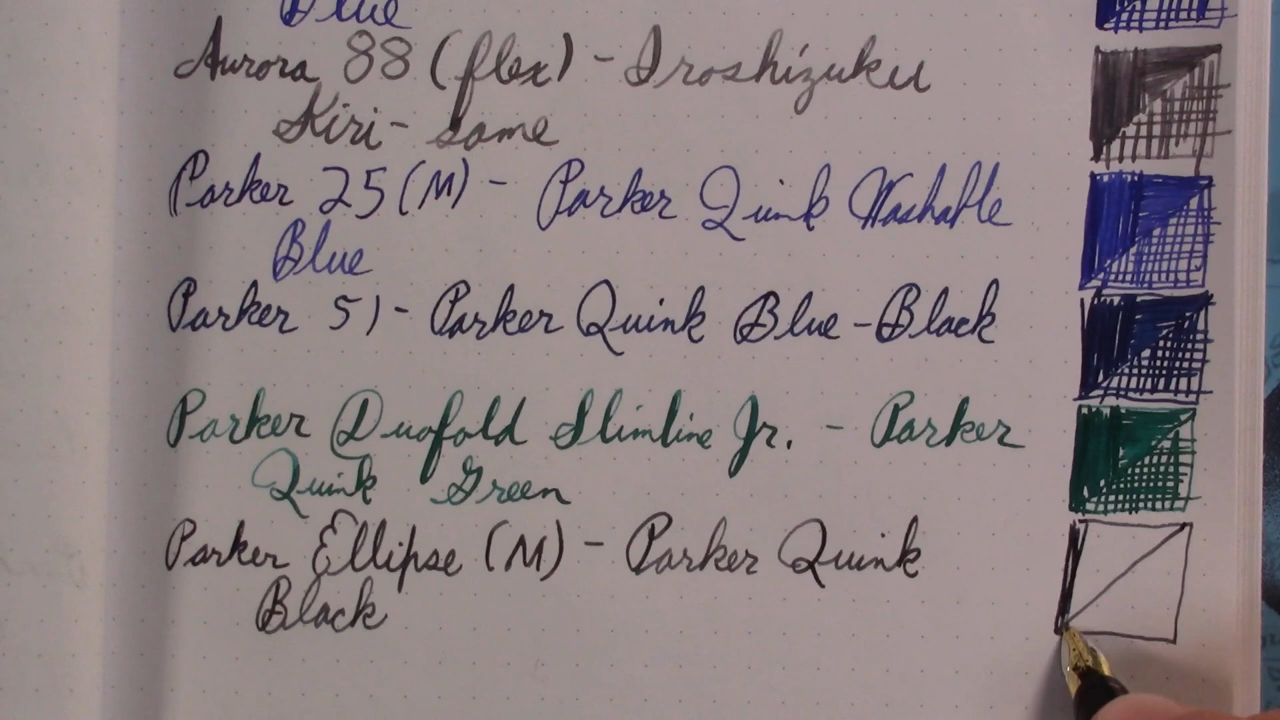 Blue
Aurora 88 (flex) - Iroshizuku
Kiri-same
Parker 25 (M) - Parker Quink Washable
Blue
Parker 51 - Parker Quink Blue-Black
Parker Duofold Slimline Jr. - Parker
Quink Green
Parker Ellipse (M) - Parker Quink
Black